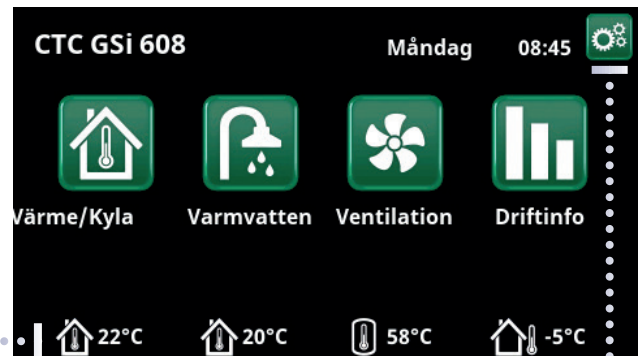 CTC GSi 608 Måndag 08:45
Värme/Kyla Varmvatten Ventilation Driftinfo
22°C 20°C 58°C -5°C